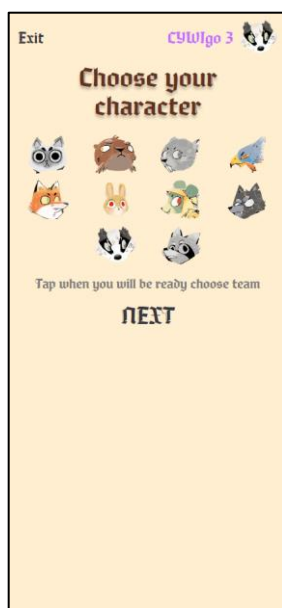 Exit CYWIgo 3
Choose your
character
Tap when you will be ready choose team
NEXT